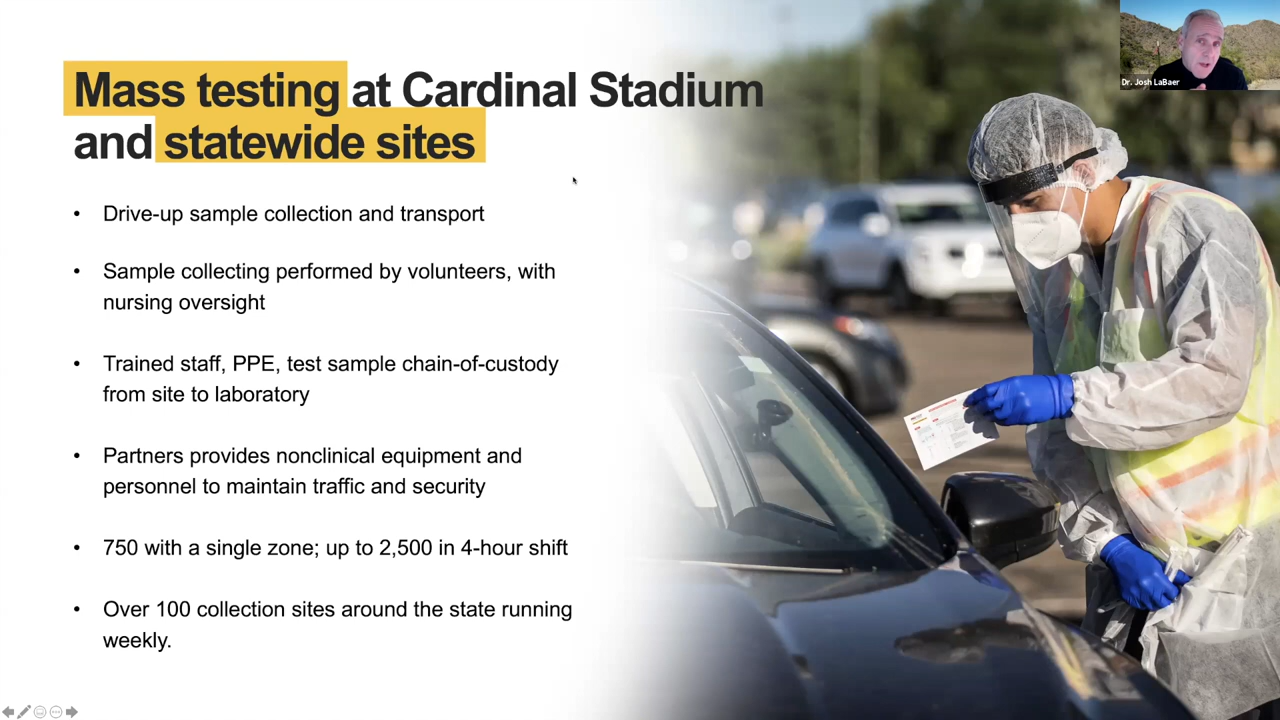 Mass testing at Cardinal Stadium
and statewide sites
Dr. Josh LaBaer
• Drive-up sample collection and transport
• Sample collecting performed by volunteers, with
nursing oversight
• Trained staff, PPE, test sample chain-of-custody
from site to laboratory
• Partners provides nonclinical equipment and
personnel to maintain traffic and security
• 750 with a single zone; up to 2,500 in 4-hour shift
• Over 100 collection sites around the state running
weekly.